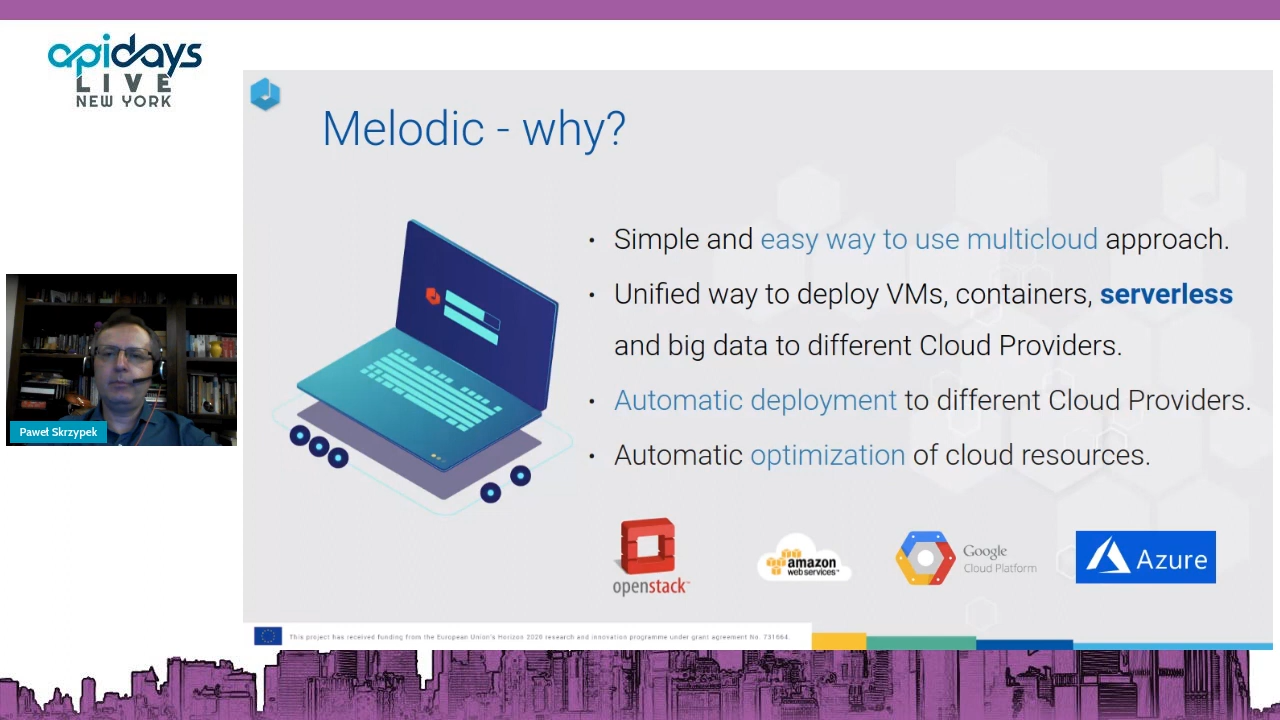 apidays
LIVE
NEW YORK
Melodic - why?
• Simple and easy way to use multicloud approach.
• Unified way to deploy VMs, containers, serverless
and big data to different Cloud Providers.
• Automatic deployment to different Cloud Providers.
• Automatic optimization of cloud resources.
Paweł Skrzypek
openstack™
amazon
web services™
Google
Cloud Platform
Azure
This project has received funding from the European Union's Horizon 2020 research and innovation programme under grant agreement No. 731664.